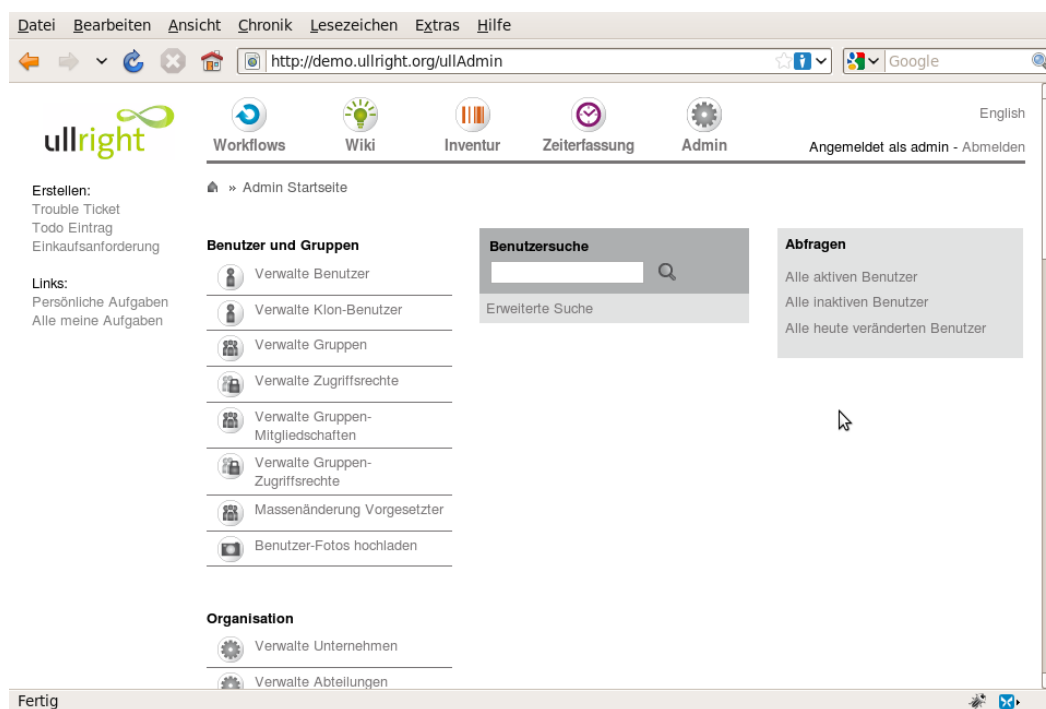 Datei Bearbeiten Ansicht Chronik Lesezeichen Extras Hilfe
http://demo.ullright.org/ullAdmin
Google
ullright
Workflows Wiki Inventur Zeiterfassung Admin
English
Angemeldet als admin - Abmelden
Erstellen:
Trouble Ticket
Todo Eintrag
Einkaufsanforderung
Links:
Persönliche Aufgaben
Alle meine Aufgaben
» Admin Startseite
Benutzer und Gruppen
Verwalte Benutzer
Verwalte Klon-Benutzer
Verwalte Gruppen
Verwalte Zugriffsrechte
Verwalte Gruppen-
Mitgliedschaften
Verwalte Gruppen-
Zugriffsrechte
Massenänderung Vorgesetzter
Benutzer-Fotos hochladen
Organisation
Verwalte Unternehmen
Verwalte Abteilungen
Benutzersuche
Erweiterte Suche
Abfragen
Alle aktiven Benutzer
Alle inaktiven Benutzer
Alle heute veränderten Benutzer
Fertig